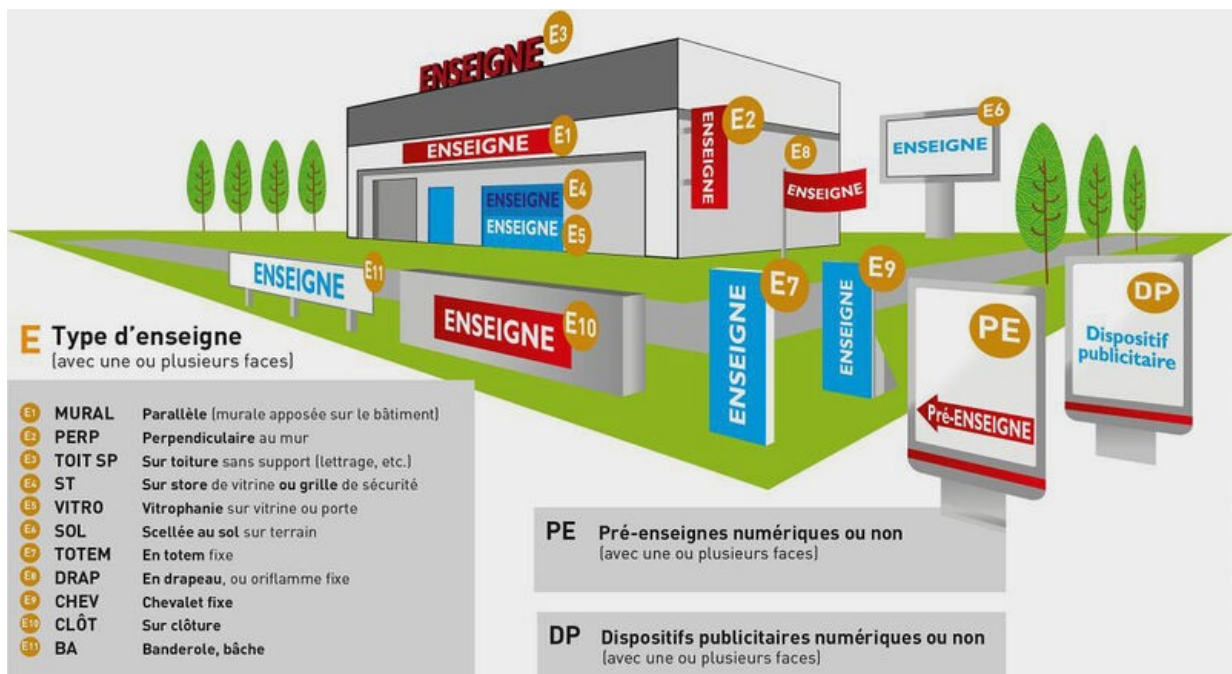 ENSEIGNE E3
ENSEIGNE E1
ENSEIGNE E2
ENSEIGNE E4
ENSEIGNE E5
E8
ENSEIGNE
E6
ENSEIGNE
ENSEIGNE E11
ENSEIGNE E10
ENSEIGNE E7
ENSEIGNE E9
PE
Pré-ENSEIGNE
DP
Dispositif
publicitaire
E Type d'enseigne
(avec une ou plusieurs faces)
E1 MURAL Parallèle (murale apposée sur le bâtiment)
E2 PERP Perpendiculaire au mur
E3 TOIT SP Sur toiture sans support (lettrage, etc.)
E4 ST Sur store de vitrine ou grille de sécurité
E5 VITRO Vitrophanie sur vitrine ou porte
E6 SOL Scellée au sol sur terrain
E7 TOTEM En totem fixe
E8 DRAP En drapeau, ou oriflamme fixe
E9 CHEV Chevalet fixe
E10 CLÔT Sur clôture
E11 BA Banderole, bâche
PE Pré-enseignes numériques ou non
(avec une ou plusieurs faces)
DP Dispositifs publicitaires numériques ou non
(avec une ou plusieurs faces)